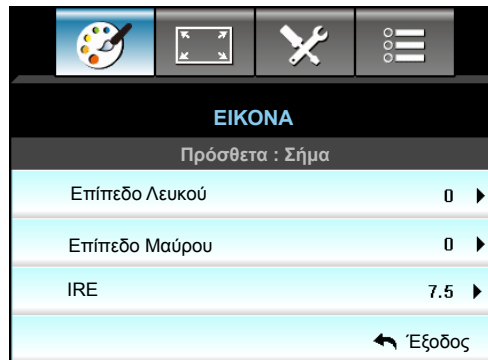 ΕΙΚΟΝΑ
Πρόσθετα : Σήμα
Επίπεδο Λευκού 0
Επίπεδο Μαύρου 0
IRE 7.5
Έξοδος